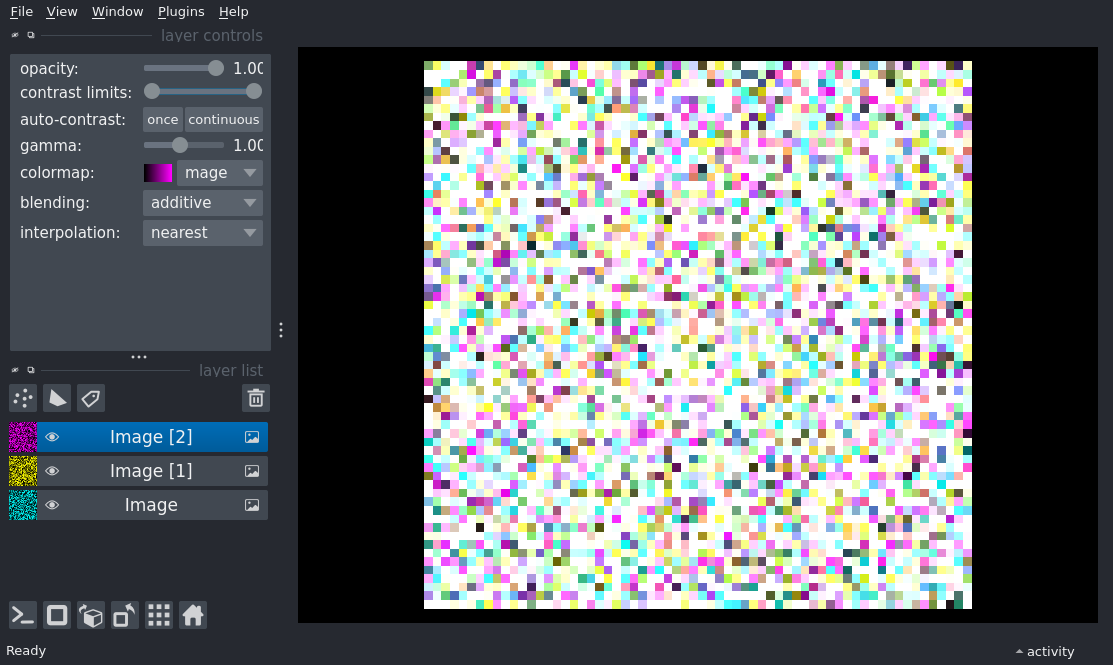 File View Window Plugins Help
layer controls
opacity: 1.00
contrast limits:
auto-contrast: once continuous
gamma: 1.00
colormap: mage
blending: additive
interpolation: nearest
layer list
Image [2]
Image [1]
Image
Ready
activity